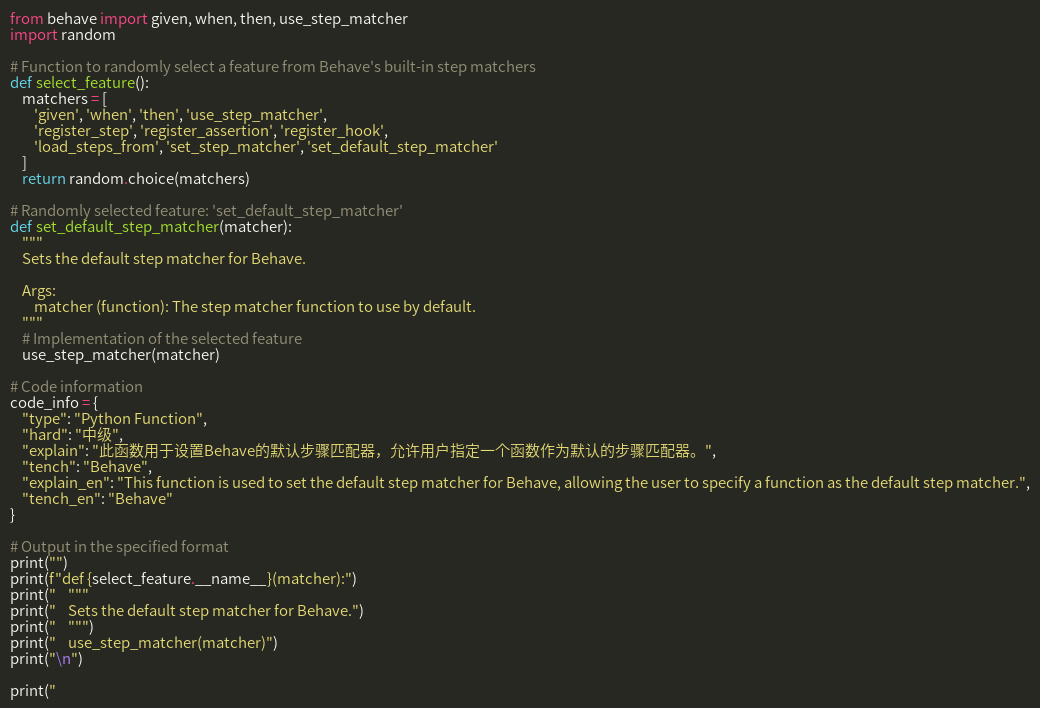 from behave import given, when, then, use_step_matcher
import random

# Function to randomly select a feature from Behave's built-in step matchers
def select_feature():
    matchers = [
        'given', 'when', 'then', 'use_step_matcher',
        'register_step', 'register_assertion', 'register_hook',
        'load_steps_from', 'set_step_matcher', 'set_default_step_matcher'
    ]
    return random.choice(matchers)

# Randomly selected feature: 'set_default_step_matcher'
def set_default_step_matcher(matcher):
    """
    Sets the default step matcher for Behave.

    Args:
        matcher (function): The step matcher function to use by default.
    """
    # Implementation of the selected feature
    use_step_matcher(matcher)

# Code information
code_info = {
    "type": "Python Function",
    "hard": "中级",
    "explain": "此函数用于设置Behave的默认步骤匹配器，允许用户指定一个函数作为默认的步骤匹配器。",
    "tench": "Behave",
    "explain_en": "This function is used to set the default step matcher for Behave, allowing the user to specify a function as the default step matcher.",
    "tench_en": "Behave"
}

# Output in the specified format
print("")
print(f"def {select_feature.__name__}(matcher):")
print("    """
print("    Sets the default step matcher for Behave.")
print("    """)
print("    use_step_matcher(matcher)")
print("\n")

print("